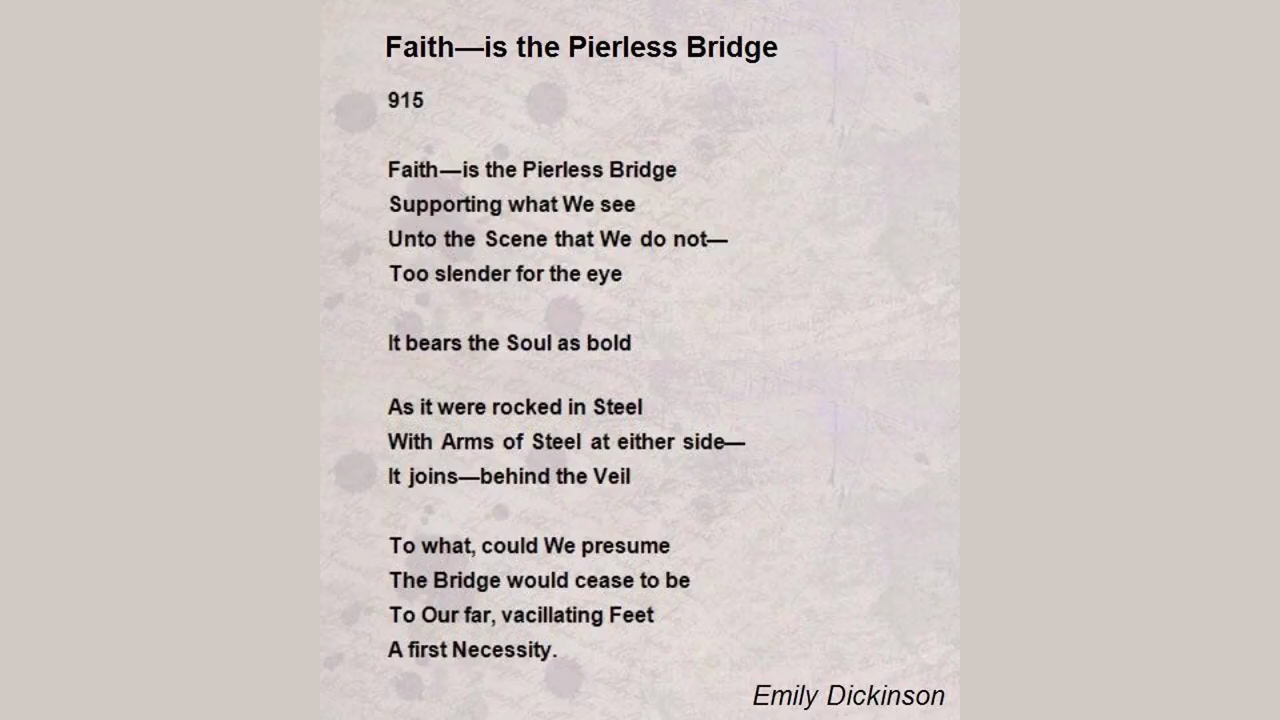 Faith—is the Pierless Bridge
915
Faith—is the Pierless Bridge
Supporting what We see
Unto the Scene that We do not—
Too slender for the eye
It bears the Soul as bold
As it were rocked in Steel
With Arms of Steel at either side—
It joins—behind the Veil
To what, could We presume
The Bridge would cease to be
To Our far, vacillating Feet
A first Necessity.
Emily Dickinson